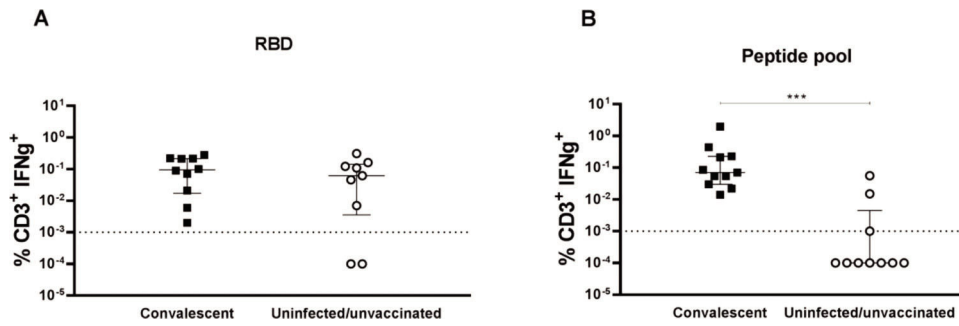 A
RBD
% CD3⁺ IFNg⁺
10¹
10⁰
10⁻¹
10⁻²
10⁻³
10⁻⁴
10⁻⁵
Convalescent Uninfected/unvaccinated
B
Peptide pool
***
% CD3⁺ IFNg⁺
10¹
10⁰
10⁻¹
10⁻²
10⁻³
10⁻⁴
10⁻⁵
Convalescent Uninfected/unvaccinated